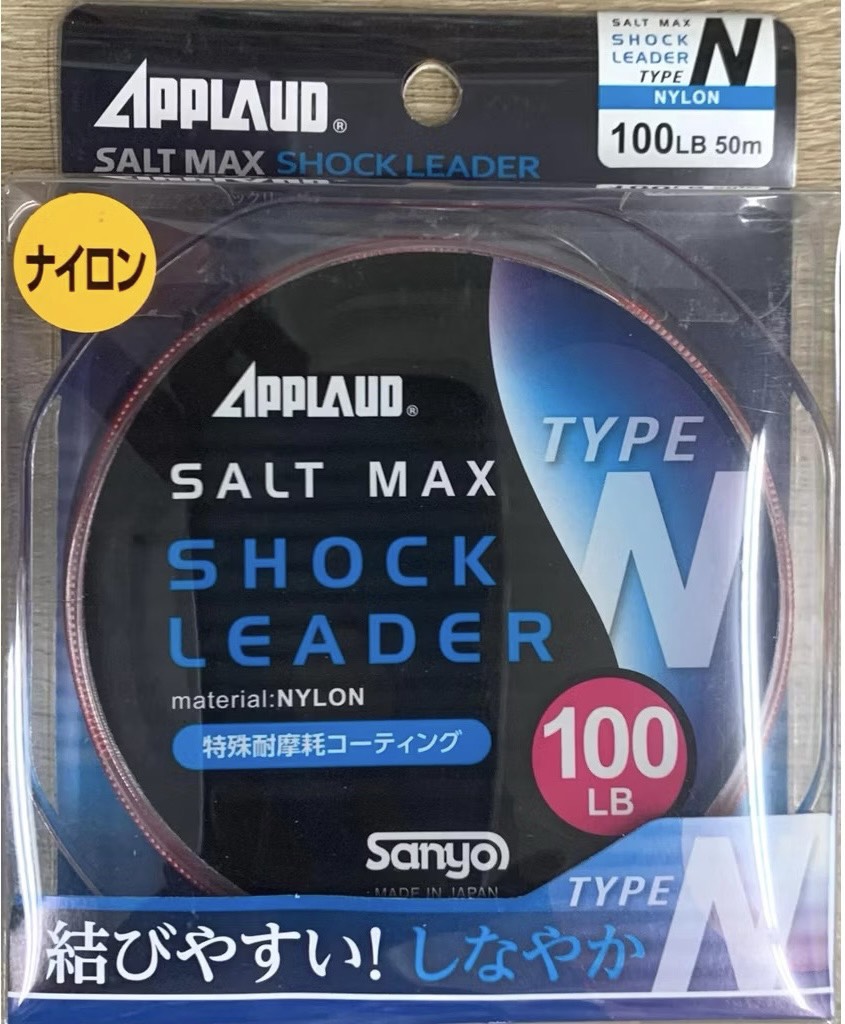 APPLAUD®
SALT MAX SHOCK LEADER
SALT MAX
SHOCK
LEADER
TYPE N
NYLON
100LB 50m
ナイロン
APPLAUD®
SALT MAX
SHOCK
LEADER
TYPE
N
material:NYLON
特殊耐摩耗コーティング
100
LB
Sanyo
MADE IN JAPAN
TYPE N
結びやすい! しなやか